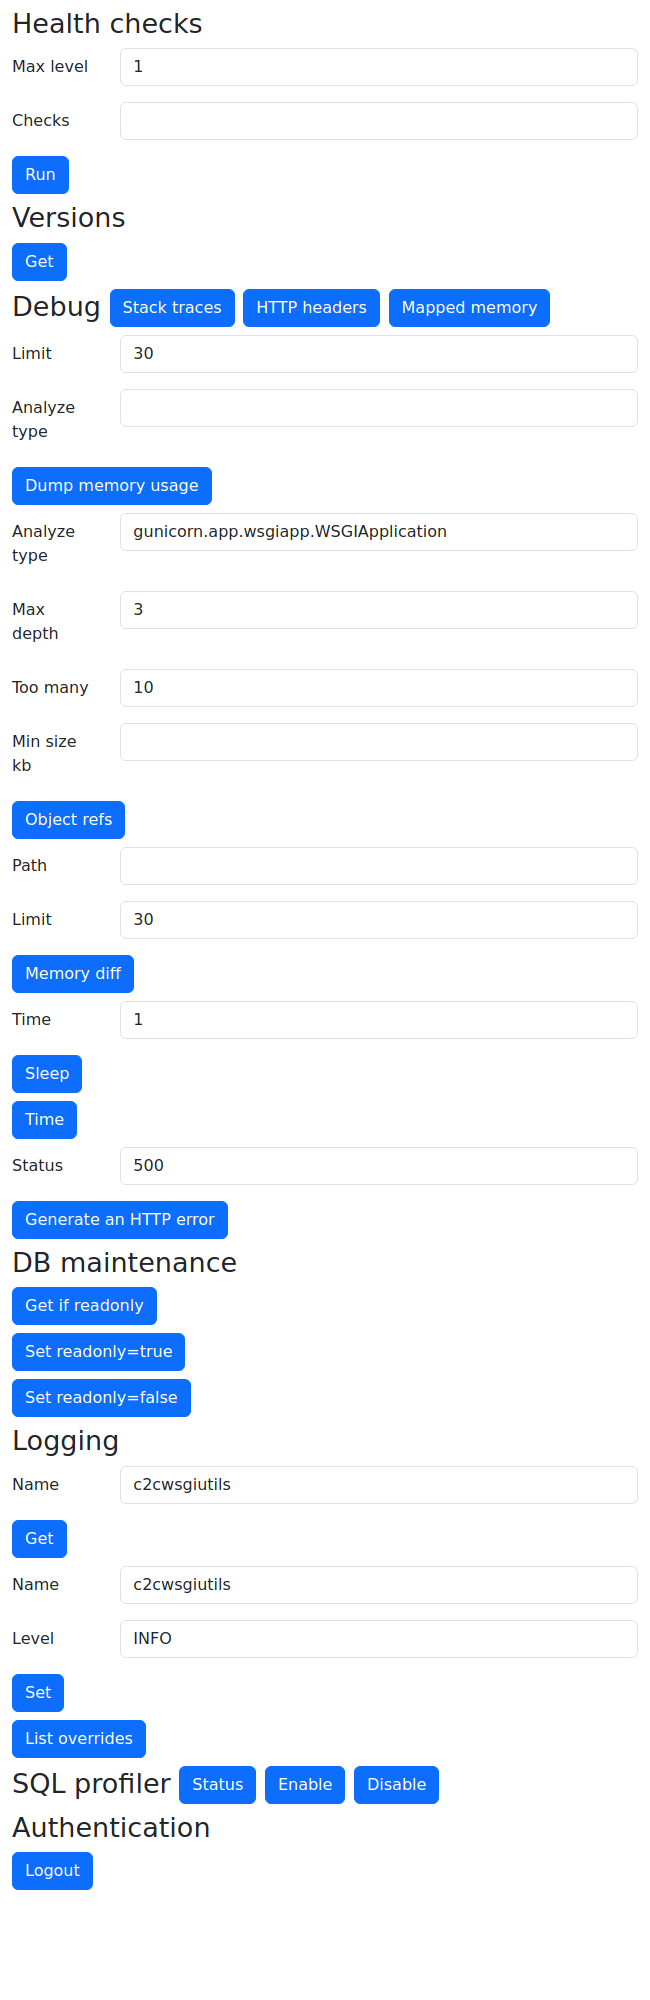 Health checks
Max level 1
Checks
Run
Versions
Get
Debug Stack traces HTTP headers Mapped memory
Limit 30
Analyze
type
Dump memory usage
Analyze gunicorn.app.wsgiapp.WSGIApplication
type
Max 3
depth
Too many 10
Min size
kb
Object refs
Path
Limit 30
Memory diff
Time 1
Sleep
Time
Status 500
Generate an HTTP error
DB maintenance
Get if readonly
Set readonly=true
Set readonly=false
Logging
Name c2cwsgiutils
Get
Name c2cwsgiutils
Level INFO
Set
List overrides
SQL profiler Status Enable Disable
Authentication
Logout